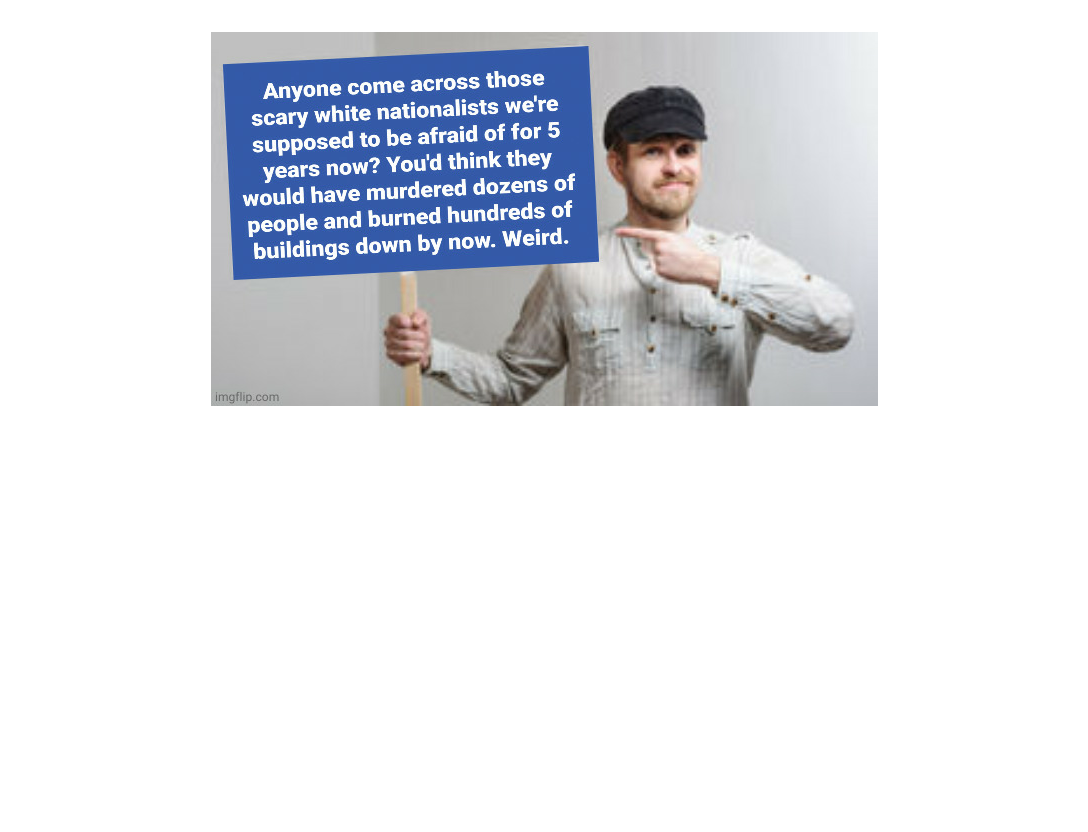 Anyone come across those
scary white nationalists we're
supposed to be afraid of for 5
years now? You'd think they
would have murdered dozens of
people and burned hundreds of
buildings down by now. Weird.
imgflip.com